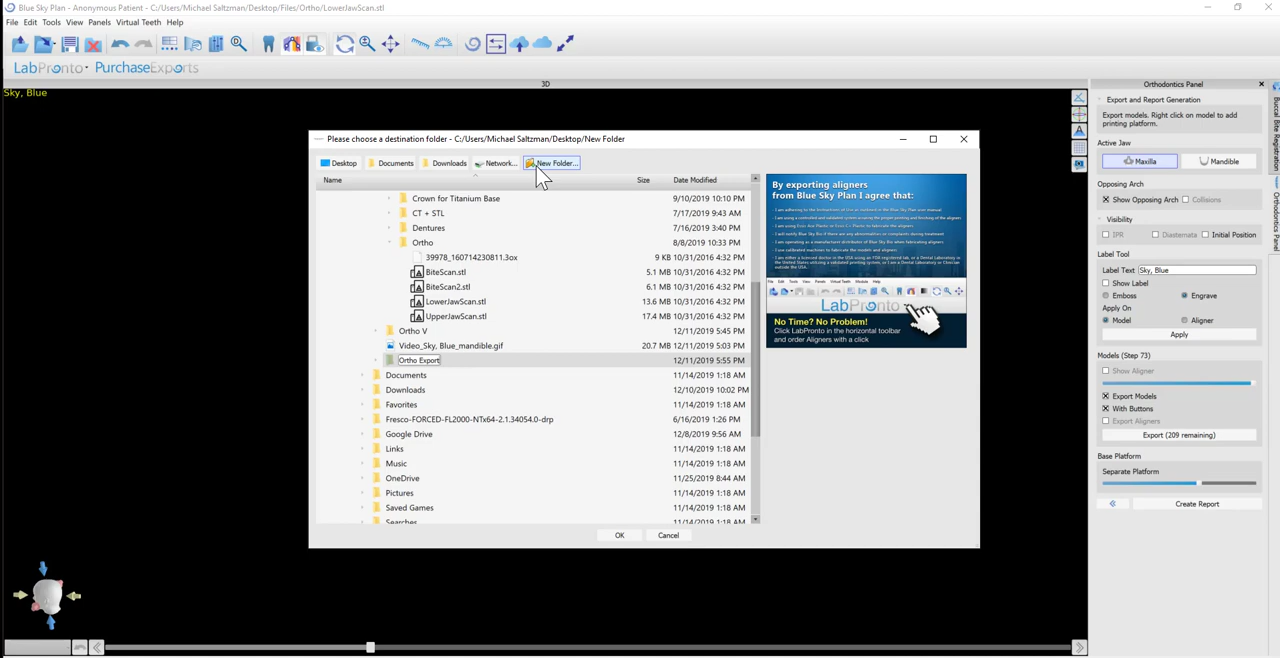 Blue Sky Plan - Anonymous Patient - C:/Users/Michael Saltzman/Desktop/Files/Ortho/LowerJawScan.stl
File Edit Tools View Panels Virtual Teeth Help
LabPronto PurchaseExports
3D
Sky, Blue
Please choose a destination folder - C:/Users/Michael Saltzman/Desktop/New Folder
Desktop Documents Downloads Network... New Folder...
Name Size Date Modified
Crown for Titanium Base 9/10/2019 10:10 PM
CT + STL 7/17/2019 9:43 AM
Dentures 7/16/2019 3:40 PM
Ortho 8/8/2019 10:33 PM
39978_160714230811.3ox 9 KB 10/31/2016 4:32 PM
BiteScan.stl 5.1 MB 10/31/2016 4:32 PM
BiteScan2.stl 6.1 MB 10/31/2016 4:32 PM
LowerJawScan.stl 13.6 MB 10/31/2016 4:32 PM
UpperJawScan.stl 17.4 MB 10/31/2016 4:32 PM
Ortho V 12/11/2019 5:45 PM
Video_Sky, Blue_mandible.gif 20.7 MB 12/11/2019 5:03 PM
Ortho Export 12/11/2019 5:55 PM
Documents 11/14/2019 1:18 AM
Downloads 12/10/2019 10:02 PM
Favorites 11/14/2019 1:18 AM
Fresco-FORCED-FL2000-NTx64-2.1.34054.0-drp 6/16/2019 1:26 PM
Google Drive 12/8/2019 9:56 AM
Links 11/14/2019 1:18 AM
Music 11/14/2019 1:18 AM
OneDrive 11/25/2019 8:44 AM
Pictures 11/14/2019 1:18 AM
Saved Games 11/14/2019 1:18 AM
Searches 11/14/2019 1:18 AM
OK Cancel
By exporting aligners
from Blue Sky Plan I agree that:
LabPronto
No Time? No Problem!
Click LabPronto in the horizontal toolbar
and order Aligners with a click
Orthodontics Panel
Export and Report Generation
Export models. Right click on model to add
printing platform.
Active Jaw
Maxilla Mandible
Opposing Arch
Show Opposing Arch Collisions
Visibility
IPR Diastemata Initial Position
Label Tool
Label Text Sky, Blue
Show Label
Emboss Engrave
Apply On
Model Aligner
Apply
Models (Step 73)
Show Aligner
Export Models
With Buttons
Export Aligners
Export (209 remaining)
Base Platform
Separate Platform
Create Report
Buccal Bite Registration
Orthodontics Panel